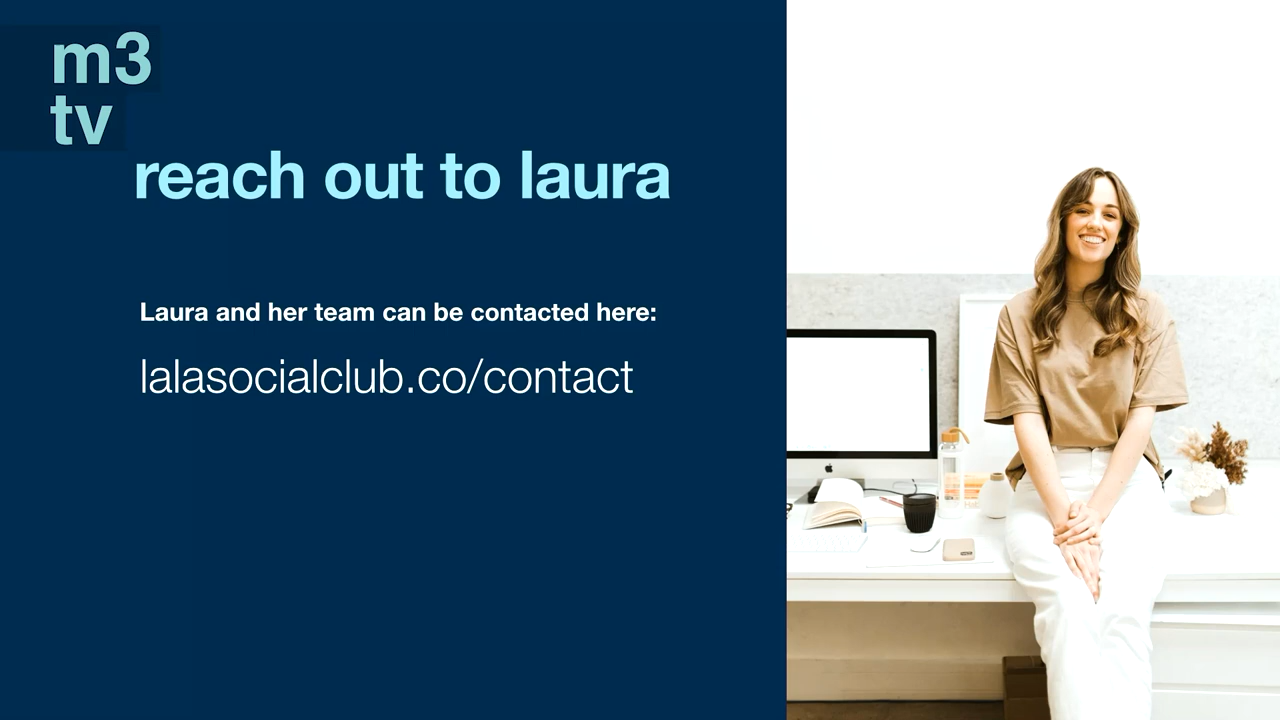 m3
tv
reach out to laura
Laura and her team can be contacted here:
lalasocialclub.co/contact